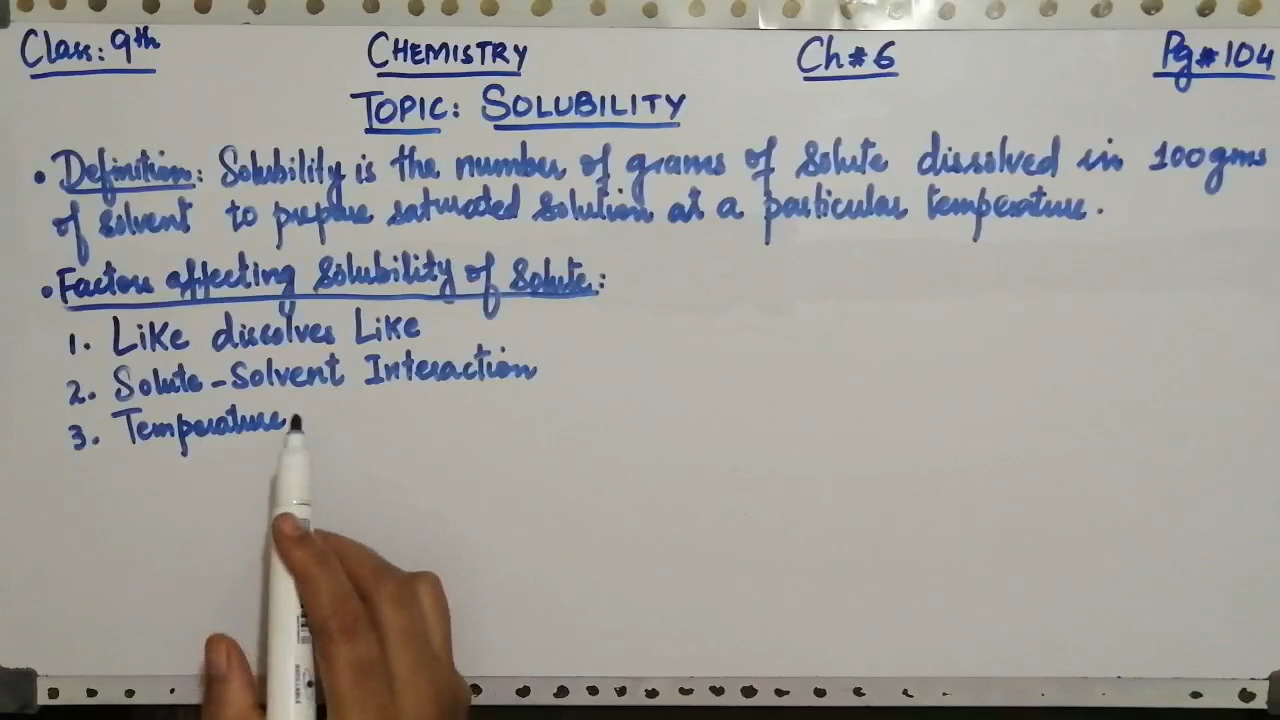 Class: 9th CHEMISTRY Ch#6 Pg#104
TOPIC: SOLUBILITY
• Definition: Solubility is the number of grams of solute dissolved in 100gms
of solvent to prepare saturated solution at a particular temperature.
• Factors affecting solubility of solute:
1. Like dissolves Like
2. Solute-Solvent Interaction
3. Temperature